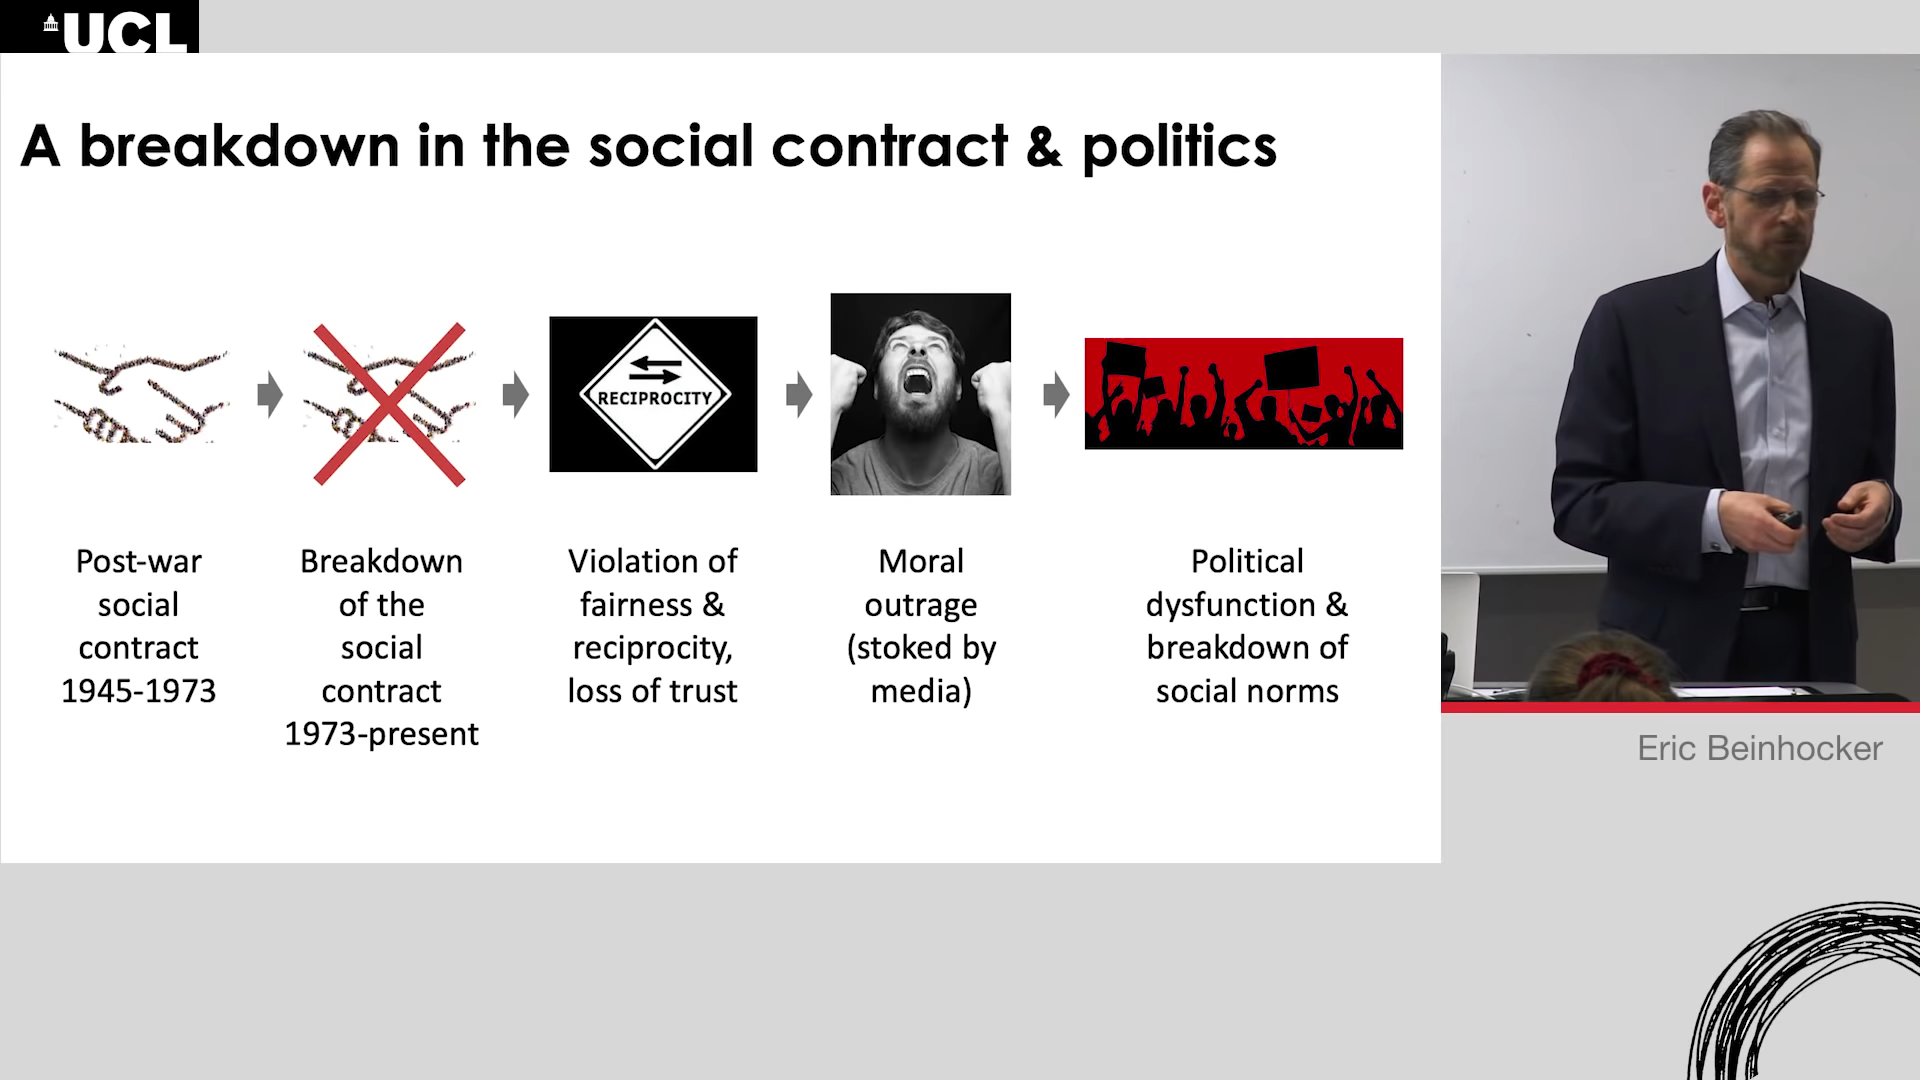 UCL
A breakdown in the social contract & politics
RECIPROCITY
Post-war
social
contract
1945-1973
Breakdown
of the
social
contract
1973-present
Violation of
fairness &
reciprocity,
loss of trust
Moral
outrage
(stoked by
media)
Political
dysfunction &
breakdown of
social norms
Eric Beinhocker